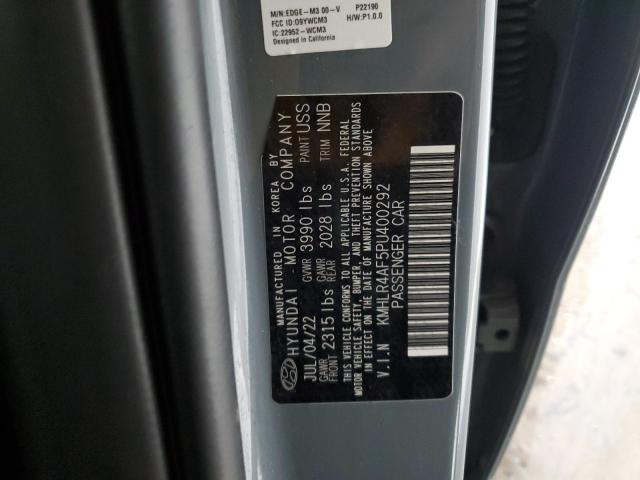 M/N:EDGE-M3 00-V P22190
FCC ID:O9YWCM3 H/W:P1.0.0
IC:22952-WCM3
Designed in California
MANUFACTURED IN KOREA BY
HYUNDAI MOTOR COMPANY
JUL/04/22 GVWR 3990 lbs PAINT USS
GAWR FRONT 2315 lbs GAWR REAR 2028 lbs TRIM NNB
THIS VEHICLE CONFORMS TO ALL APPLICABLE U.S.A. FEDERAL
MOTOR VEHICLE SAFETY, BUMPER, AND THEFT PREVENTION STANDARDS
IN EFFECT ON THE DATE OF MANUFACTURE SHOWN ABOVE
V.I.N KMHLR4AF5PU400292
PASSENGER CAR